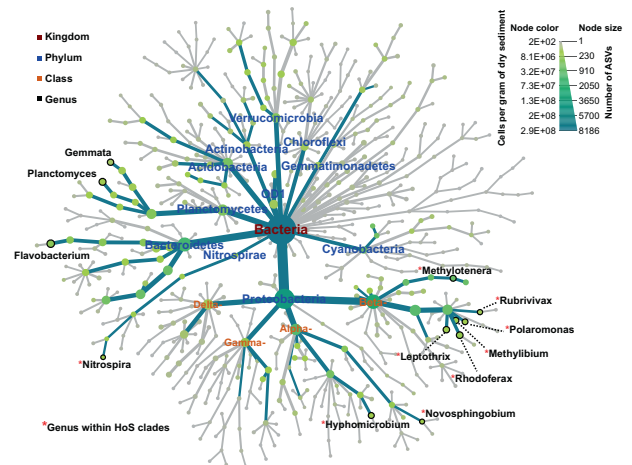 Kingdom
Phylum
Class
Genus
Node color
Node size
2E+02
1
8.1E+06
230
3.2E+07
910
7.3E+07
2050
1.3E+08
3650
2E+08
5700
2.9E+08
8186
Cells per gram of dry sediment
Number of ASVs
Verrucomicrobia
Chloroflexi
Actinobacteria
Gemmatimonadetes
Acidobacteria
Gemmata
Planctomyces
OD1
Planctomycetes
Bacteria
Bacteroidetes
Cyanobacteria
Nitrospirae
Flavobacterium
*Methylotenera
Proteobacteria
Delta-
Beta-
*Rubrivivax
Alpha-
Gamma-
*Polaromonas
*Leptothrix
*Methylibium
*Nitrospira
*Rhodoferax
*Novosphingobium
*Hyphomicrobium
*Genus within HoS clades